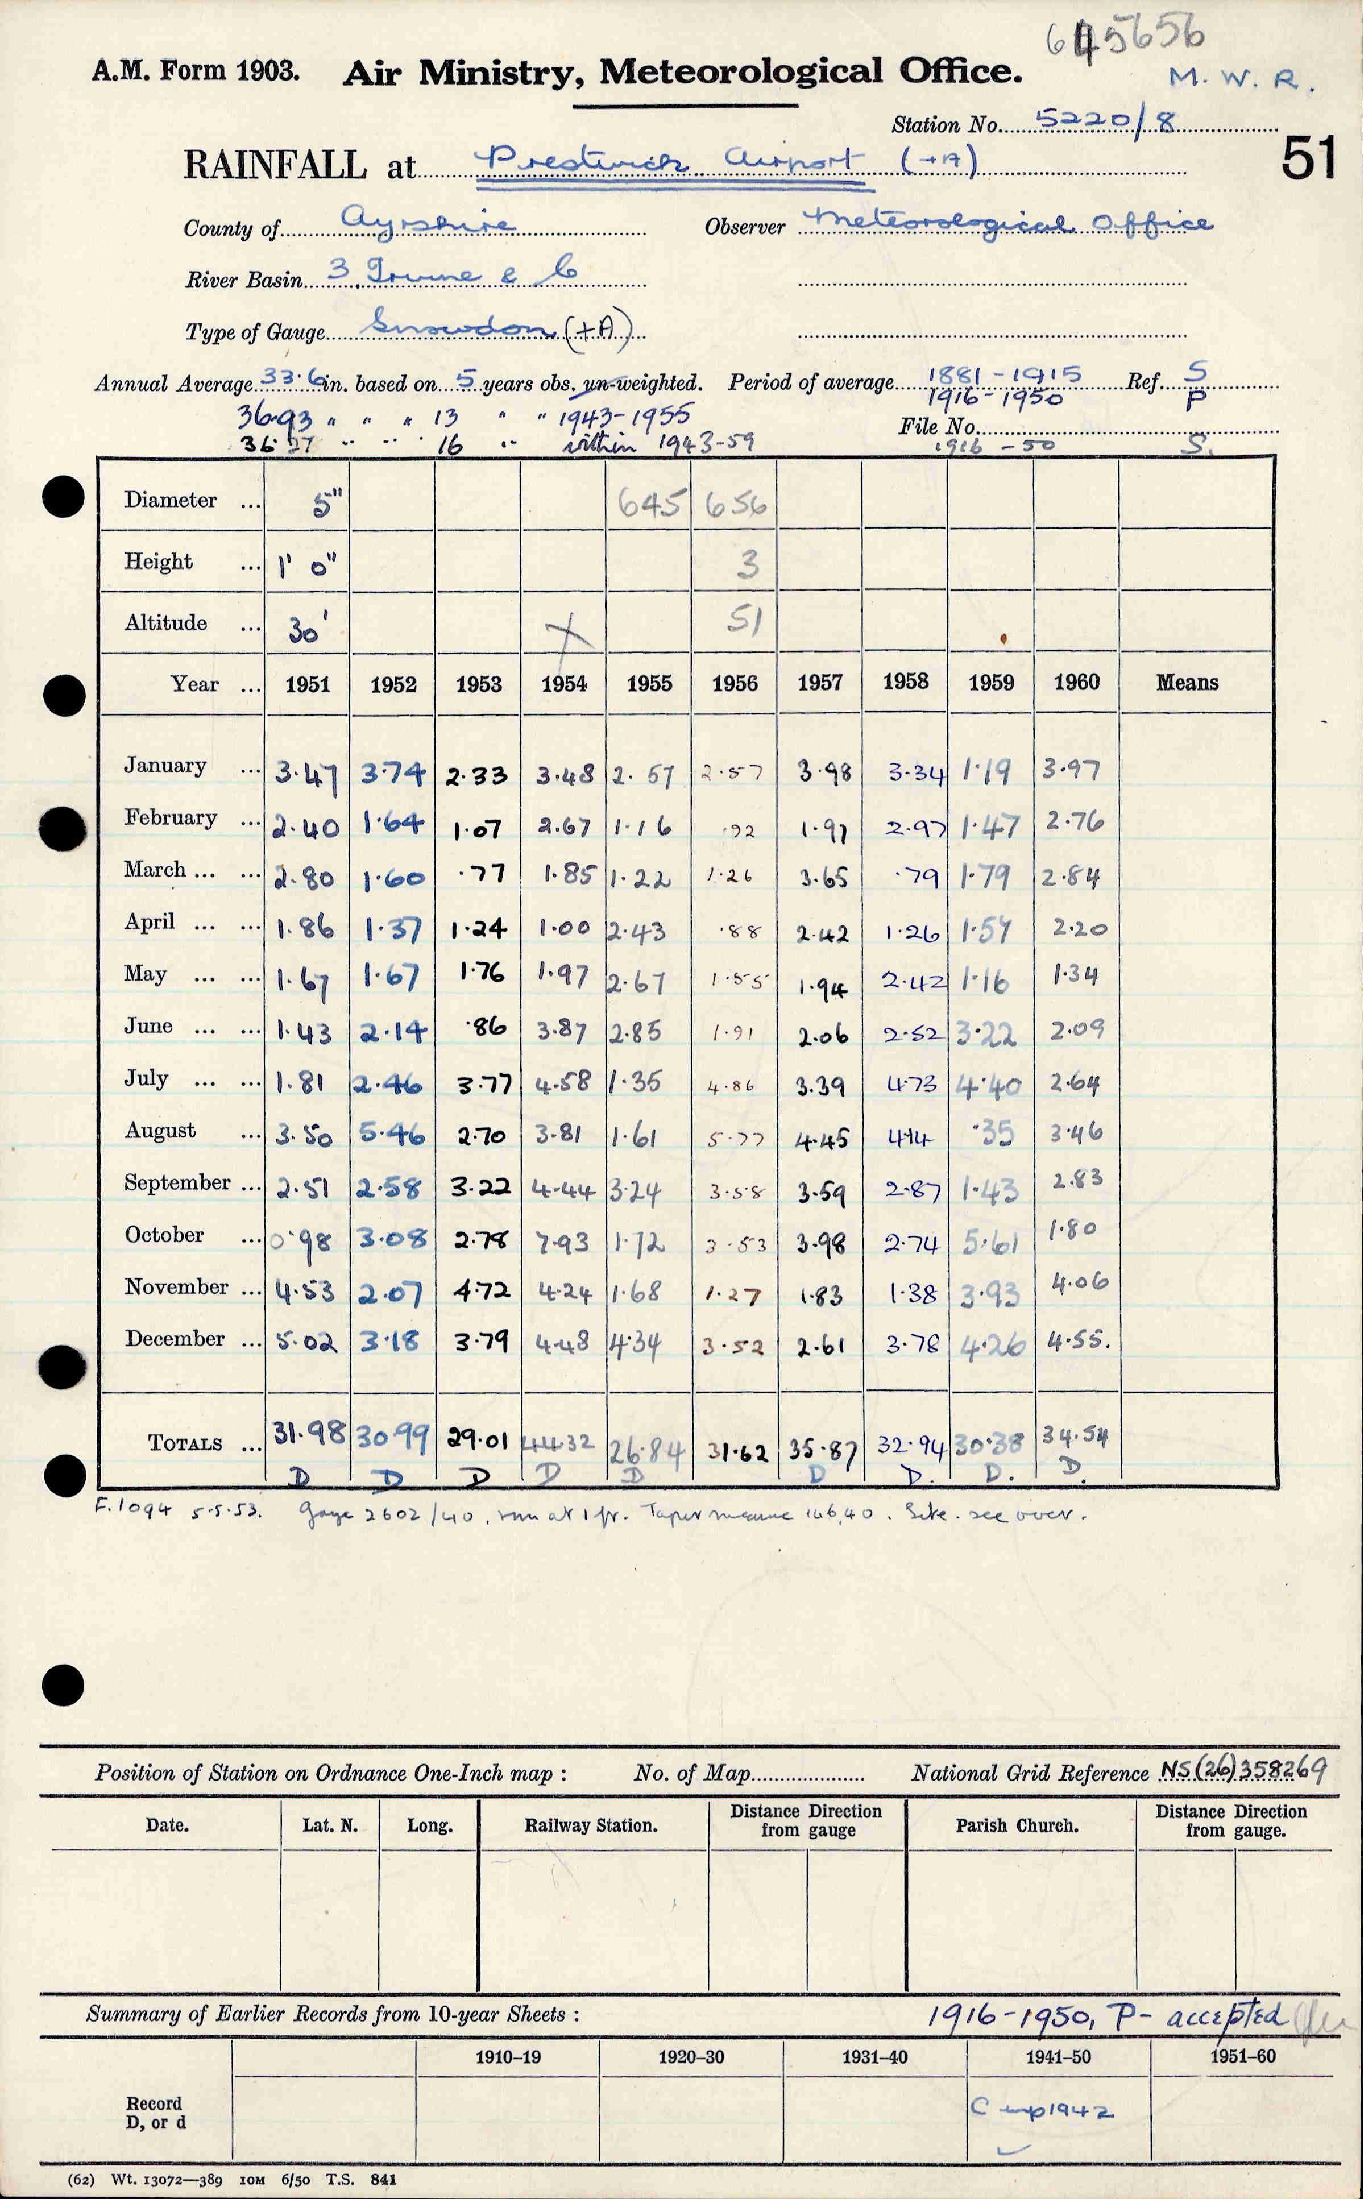 645656
A.M. Form 1903. Air Ministry, Meteorological Office.
M. W. R.
Station No. 5220/8
RAINFALL at Prestwick Airport (+A)
51
County of Ayrshire Observer Meteorological Office
River Basin 3. Irvine & C
Type of Gauge Snowdon (+A)
Annual Average 33.6 in. based on 5 years obs. un-weighted. Period of average 1881-1915 Ref. S
1916-1950 P
36.93 " " " 13 " " 1943-1955
File No.
36.27 " " " 16 " within 1943-59 1916-50 S.
Diameter ... 5" 645 656
Height ... 1' 0" 3
Altitude ... 30' X 51
Year ... 1951 1952 1953 1954 1955 1956 1957 1958 1959 1960 Means
January ... 3.47 3.74 2.33 3.48 2.57 2.57 3.98 3.34 1.19 3.97
February ... 2.40 1.64 1.07 2.67 1.16 .92 1.97 2.97 1.47 2.76
March ... ... 2.80 1.60 .77 1.85 1.22 1.26 3.65 .79 1.79 2.84
April ... ... 1.86 1.37 1.24 1.00 2.43 .88 2.42 1.26 1.57 2.20
May ... ... 1.67 1.67 1.76 1.97 2.67 1.55 1.94 2.42 1.16 1.34
June ... ... 1.43 2.14 .86 3.87 2.85 1.91 2.06 2.52 3.22 2.09
July ... ... 1.81 2.46 3.77 4.58 1.35 4.86 3.39 4.73 4.40 2.64
August ... 3.50 5.46 2.70 3.81 1.61 5.77 4.45 4.14 .35 3.46
September ... 2.51 2.58 3.22 4.44 3.24 3.58 3.59 2.87 1.43 2.83
October ... 0.98 3.08 2.78 7.93 1.72 3.53 3.98 2.74 5.61 1.80
November ... 4.53 2.07 4.72 4.24 1.68 1.27 1.83 1.38 3.93 4.06
December ... 5.02 3.18 3.79 4.48 4.34 3.52 2.61 3.78 4.26 4.55.
TOTALS ... 31.98 30.99 29.01 44.32 26.84 31.62 35.87 32.94 30.38 34.54
D D D D D D D. D. D.
F.1094 5.5.53. Gauge 2602/40, rim at 1 ft. Taper measure 14640. Site. see over.
Position of Station on Ordnance One-Inch map : No. of Map National Grid Reference NS(26)358269
Date. Lat. N. Long. Railway Station. Distance Direction from gauge Parish Church. Distance Direction from gauge.
Summary of Earlier Records from 10-year Sheets : 1916-1950, P- accepted
1910–19 1920–30 1931–40 1941–50 1951–60
Record
D, or d
C 1942
(62) Wt. 13072—389 10M 6/50 T.S. 841